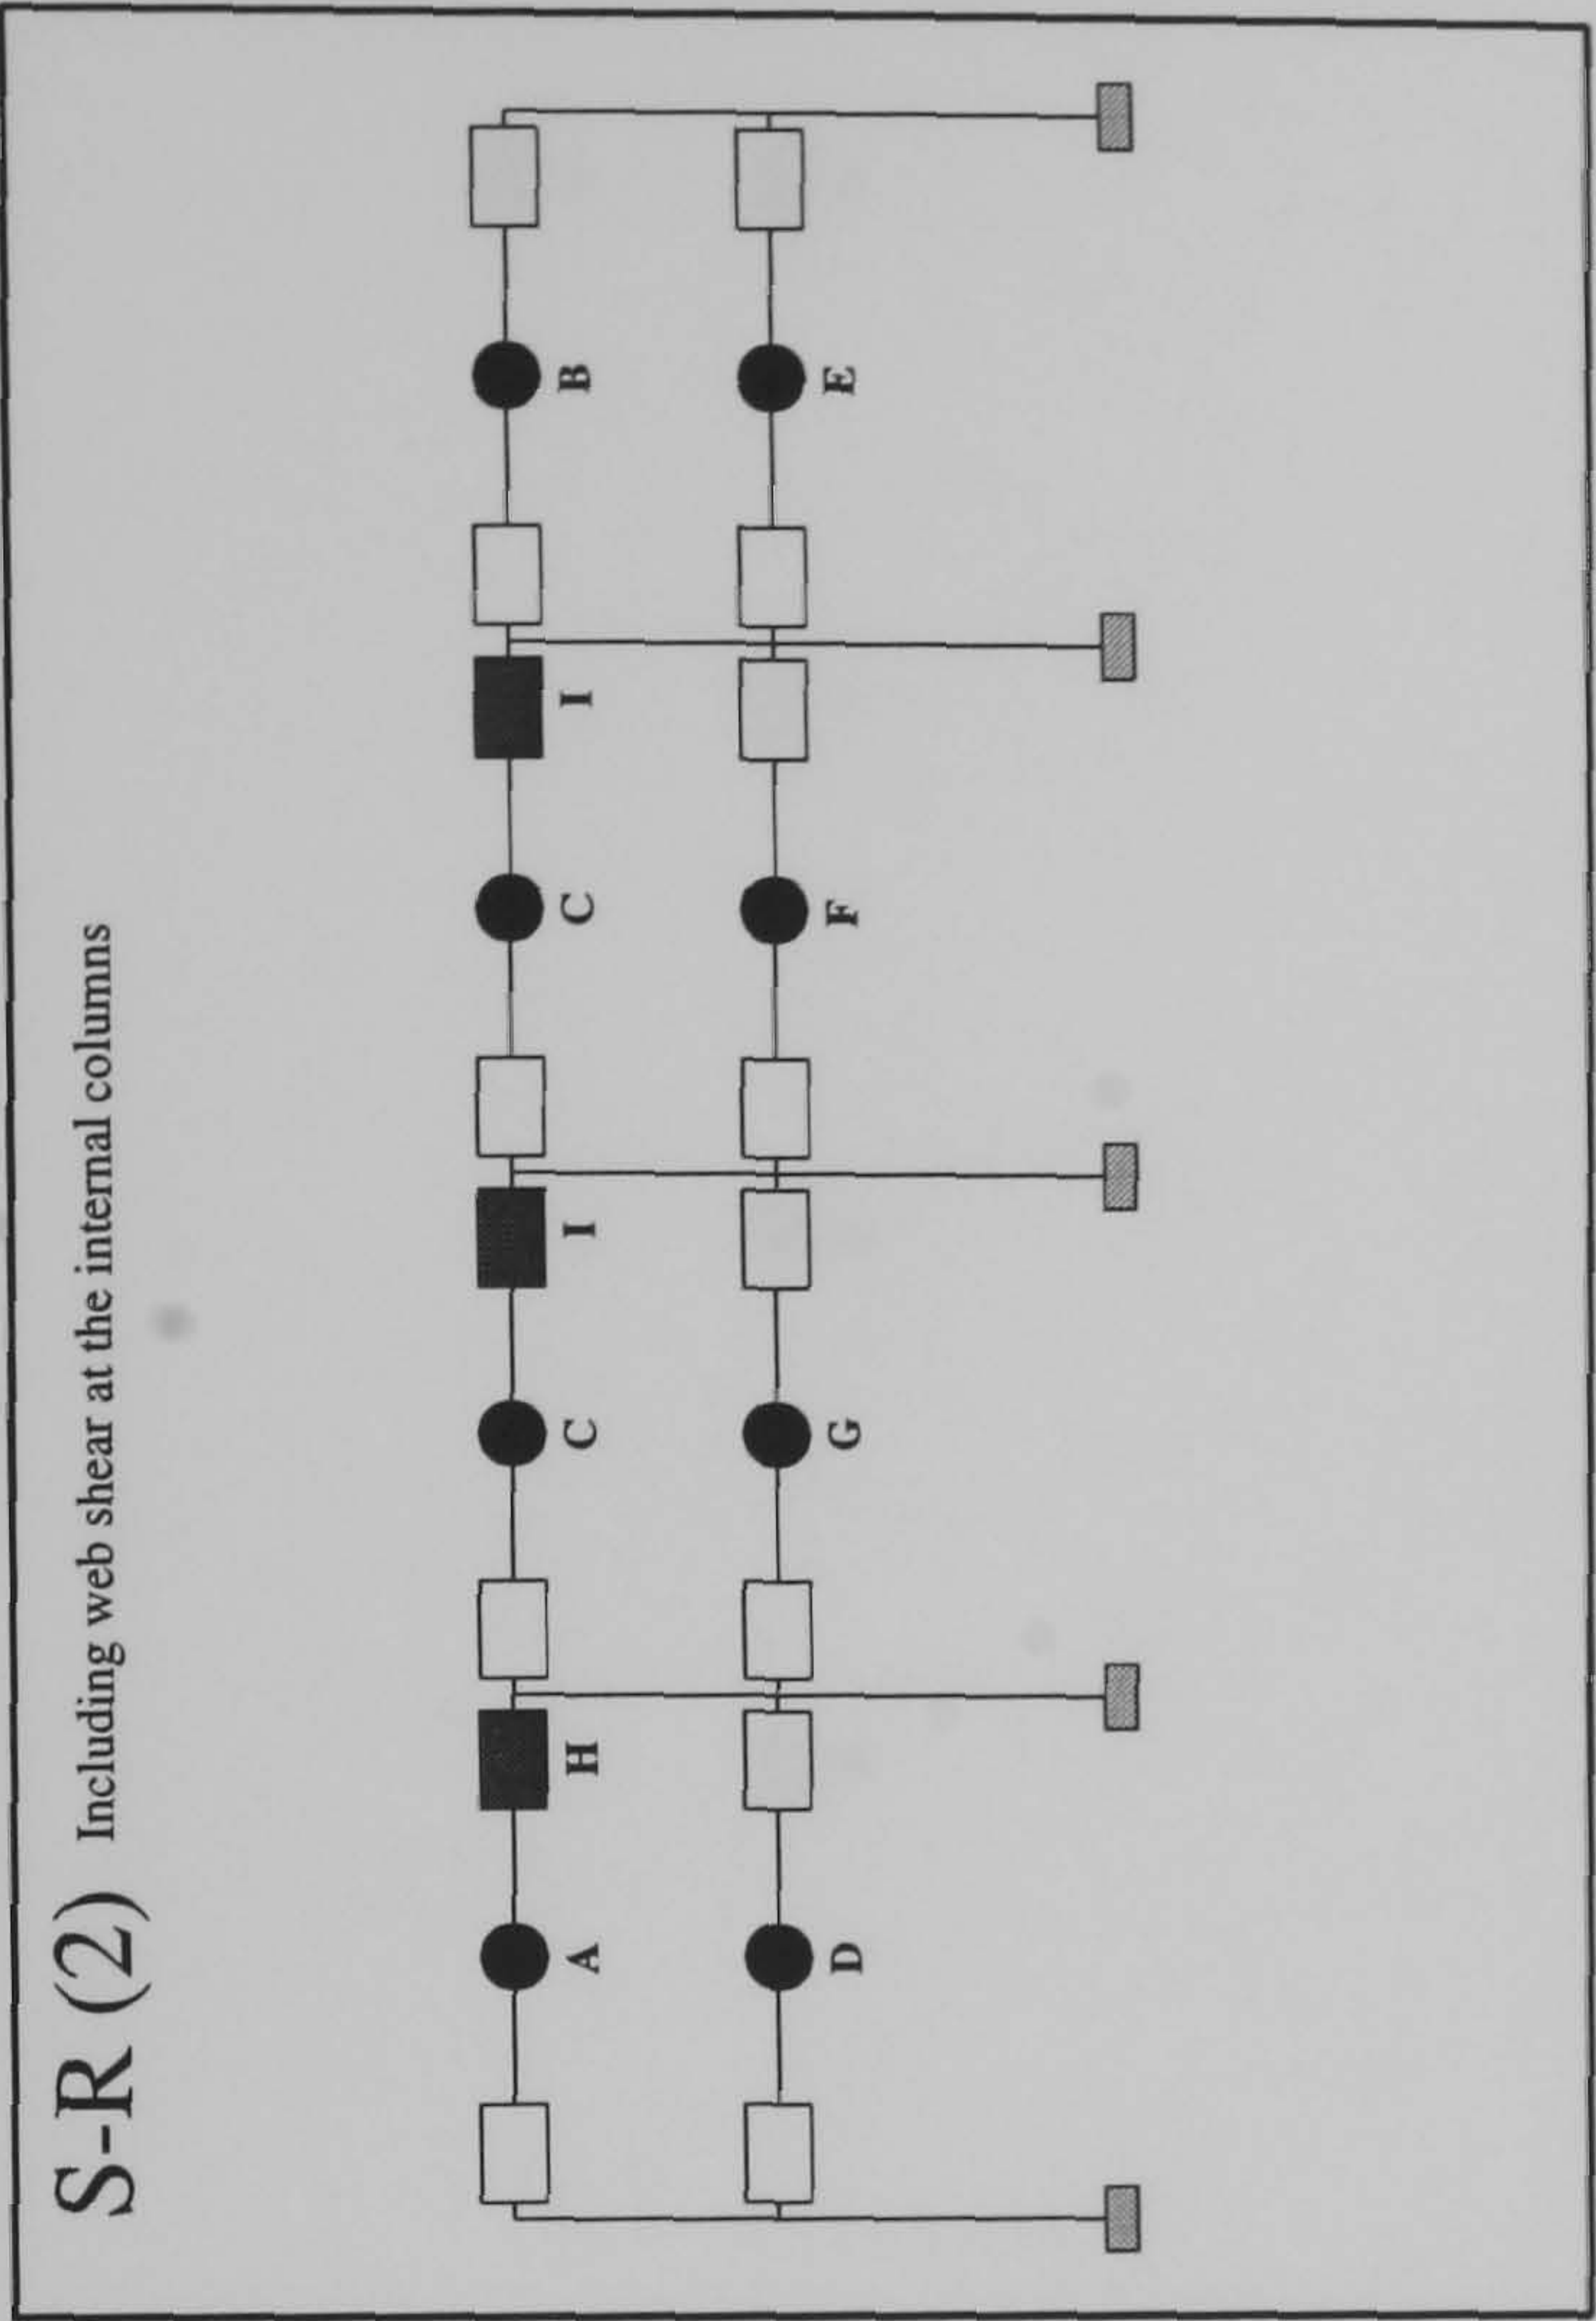 S-R (2) Including web shear at the internal columns
A H C I C I B
D G F E